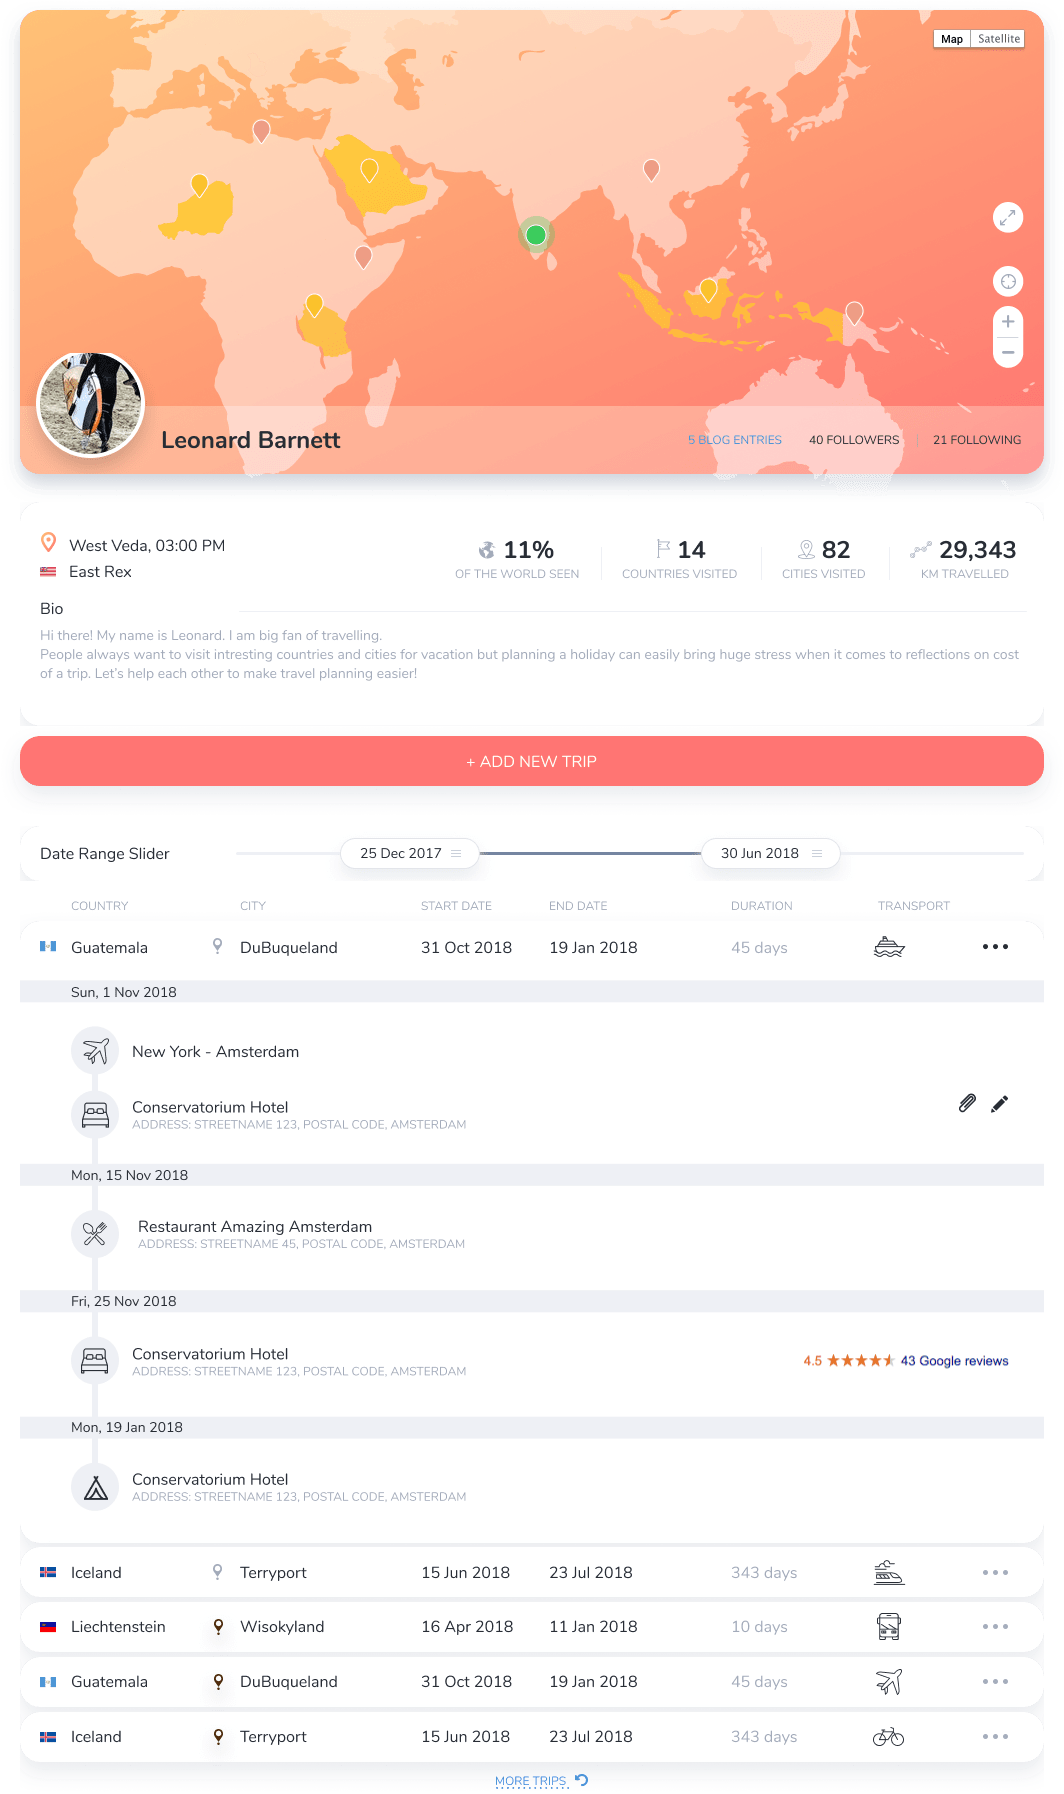 Map Satellite
Leonard Barnett
5 BLOG ENTRIES 40 FOLLOWERS 21 FOLLOWING
West Veda, 03:00 PM
East Rex
11% 14 82 29,343
OF THE WORLD SEEN COUNTRIES VISITED CITIES VISITED KM TRAVELLED
Bio
Hi there! My name is Leonard. I am big fan of travelling.
People always want to visit intresting countries and cities for vacation but planning a holiday can easily bring huge stress when it comes to reflections on cost
of a trip. Let's help each other to make travel planning easier!
+ ADD NEW TRIP
Date Range Slider 25 Dec 2017 30 Jun 2018
COUNTRY CITY START DATE END DATE DURATION TRANSPORT
Guatemala DuBuqueland 31 Oct 2018 19 Jan 2018 45 days
Sun, 1 Nov 2018
New York - Amsterdam
Conservatorium Hotel
ADDRESS: STREETNAME 123, POSTAL CODE, AMSTERDAM
Mon, 15 Nov 2018
Restaurant Amazing Amsterdam
ADDRESS: STREETNAME 45, POSTAL CODE, AMSTERDAM
Fri, 25 Nov 2018
Conservatorium Hotel
ADDRESS: STREETNAME 123, POSTAL CODE, AMSTERDAM
4.5 43 Google reviews
Mon, 19 Jan 2018
Conservatorium Hotel
ADDRESS: STREETNAME 123, POSTAL CODE, AMSTERDAM
Iceland Terryport 15 Jun 2018 23 Jul 2018 343 days
Liechtenstein Wisokyland 16 Apr 2018 11 Jan 2018 10 days
Guatemala DuBuqueland 31 Oct 2018 19 Jan 2018 45 days
Iceland Terryport 15 Jun 2018 23 Jul 2018 343 days
MORE TRIPS